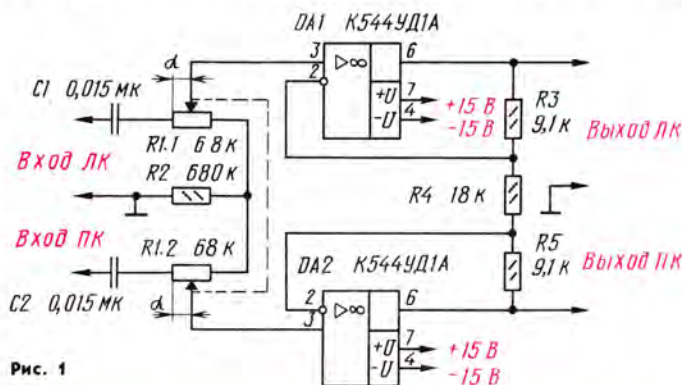 DA1 К544УД1А
3
2
▷∞
6
+U
7
-U
4
+15 В
-15 В
α
C1 0,015 мк
R1.1 68 к
R3
9,1 к
Выход ЛК
Вход ЛК
R2 680 к
R4 18 к
Вход ПК
R1.2 68 к
R5
9,1 к
Выход ПК
DA2 К544УД1А
C2 0,015 мк
α
2
3
▷∞
6
+U
7
-U
4
+15 В
-15 В
Рис. 1